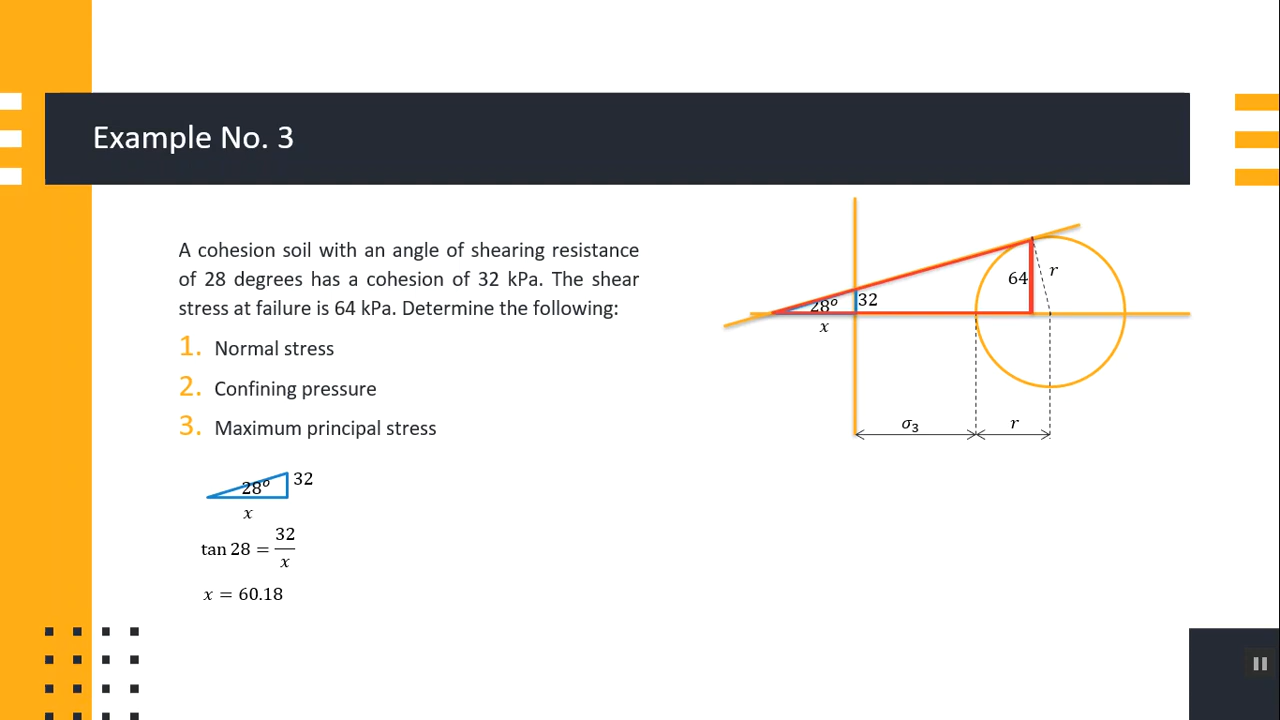 Example No. 3
A cohesion soil with an angle of shearing resistance
of 28 degrees has a cohesion of 32 kPa. The shear
stress at failure is 64 kPa. Determine the following:
1. Normal stress
2. Confining pressure
3. Maximum principal stress
28°
32
x
tan 28 = 32/x
x = 60.18
64
r
28°
32
x
σ₃
r